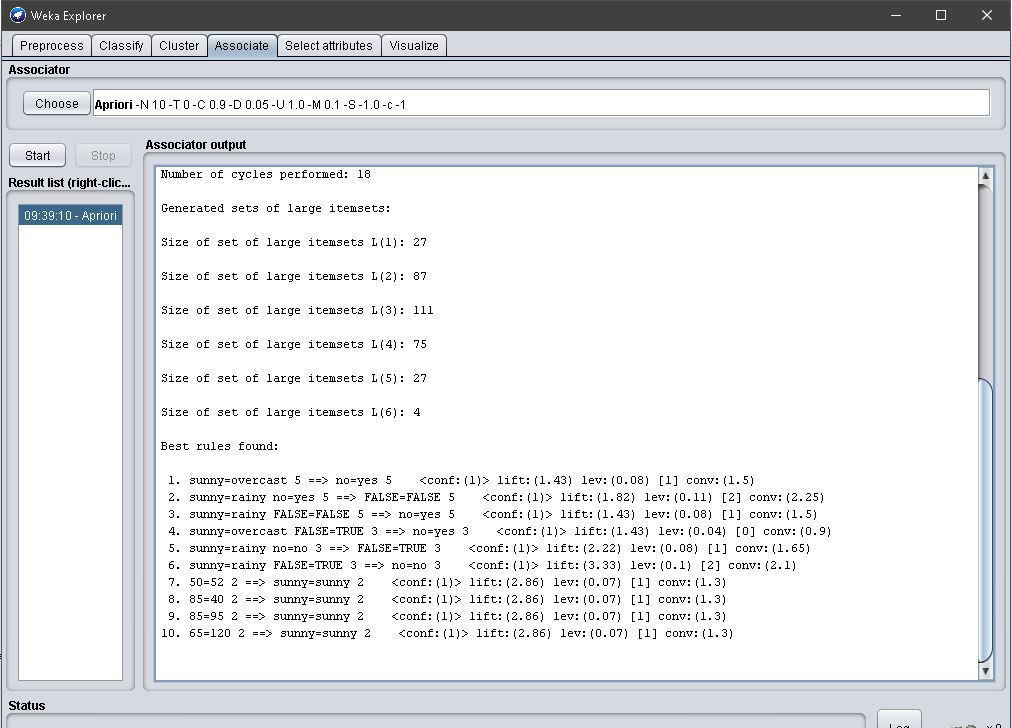 Weka Explorer
Preprocess Classify Cluster Associate Select attributes Visualize
Associator
Choose Apriori -N 10 -T 0 -C 0.9 -D 0.05 -U 1.0 -M 0.1 -S -1.0 -c -1
Start Stop
Result list (right-clic...
09:39:10 - Apriori
Associator output
Number of cycles performed: 18
Generated sets of large itemsets:
Size of set of large itemsets L(1): 27
Size of set of large itemsets L(2): 87
Size of set of large itemsets L(3): 111
Size of set of large itemsets L(4): 75
Size of set of large itemsets L(5): 27
Size of set of large itemsets L(6): 4
Best rules found:
1. sunny=overcast 5 ==> no=yes 5    <conf:(1)> lift:(1.43) lev:(0.08) [1] conv:(1.5)
2. sunny=rainy no=yes 5 ==> FALSE=FALSE 5    <conf:(1)> lift:(1.82) lev:(0.11) [2] conv:(2.25)
3. sunny=rainy FALSE=FALSE 5 ==> no=yes 5    <conf:(1)> lift:(1.43) lev:(0.08) [1] conv:(1.5)
4. sunny=overcast FALSE=TRUE 3 ==> no=yes 3    <conf:(1)> lift:(1.43) lev:(0.04) [0] conv:(0.9)
5. sunny=rainy no=no 3 ==> FALSE=TRUE 3    <conf:(1)> lift:(2.22) lev:(0.08) [1] conv:(1.65)
6. sunny=rainy FALSE=TRUE 3 ==> no=no 3    <conf:(1)> lift:(3.33) lev:(0.1) [2] conv:(2.1)
7. 50=52 2 ==> sunny=sunny 2    <conf:(1)> lift:(2.86) lev:(0.07) [1] conv:(1.3)
8. 85=40 2 ==> sunny=sunny 2    <conf:(1)> lift:(2.86) lev:(0.07) [1] conv:(1.3)
9. 85=95 2 ==> sunny=sunny 2    <conf:(1)> lift:(2.86) lev:(0.07) [1] conv:(1.3)
10. 65=120 2 ==> sunny=sunny 2    <conf:(1)> lift:(2.86) lev:(0.07) [1] conv:(1.3)
Status